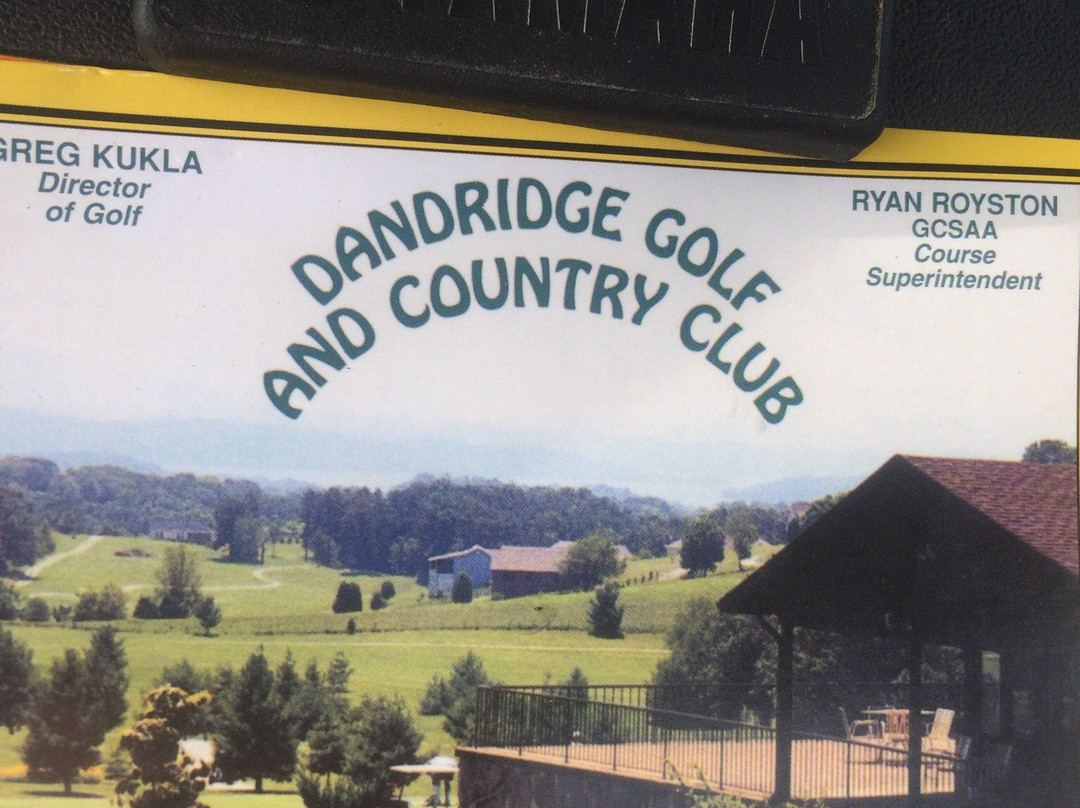 GREG KUKLA
Director
of Golf
DANDRIDGE GOLF
AND COUNTRY CLUB
RYAN ROYSTON
GCSAA
Course
Superintendent